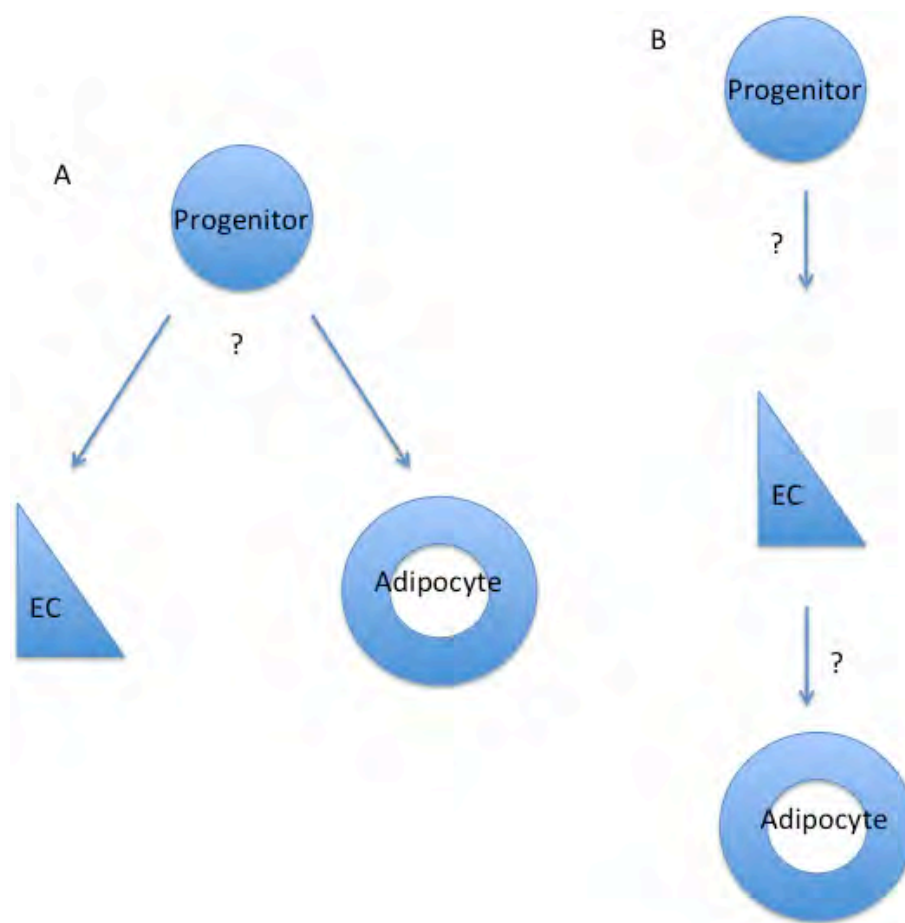 A
Progenitor
?
EC
Adipocyte
B
Progenitor
?
EC
?
Adipocyte